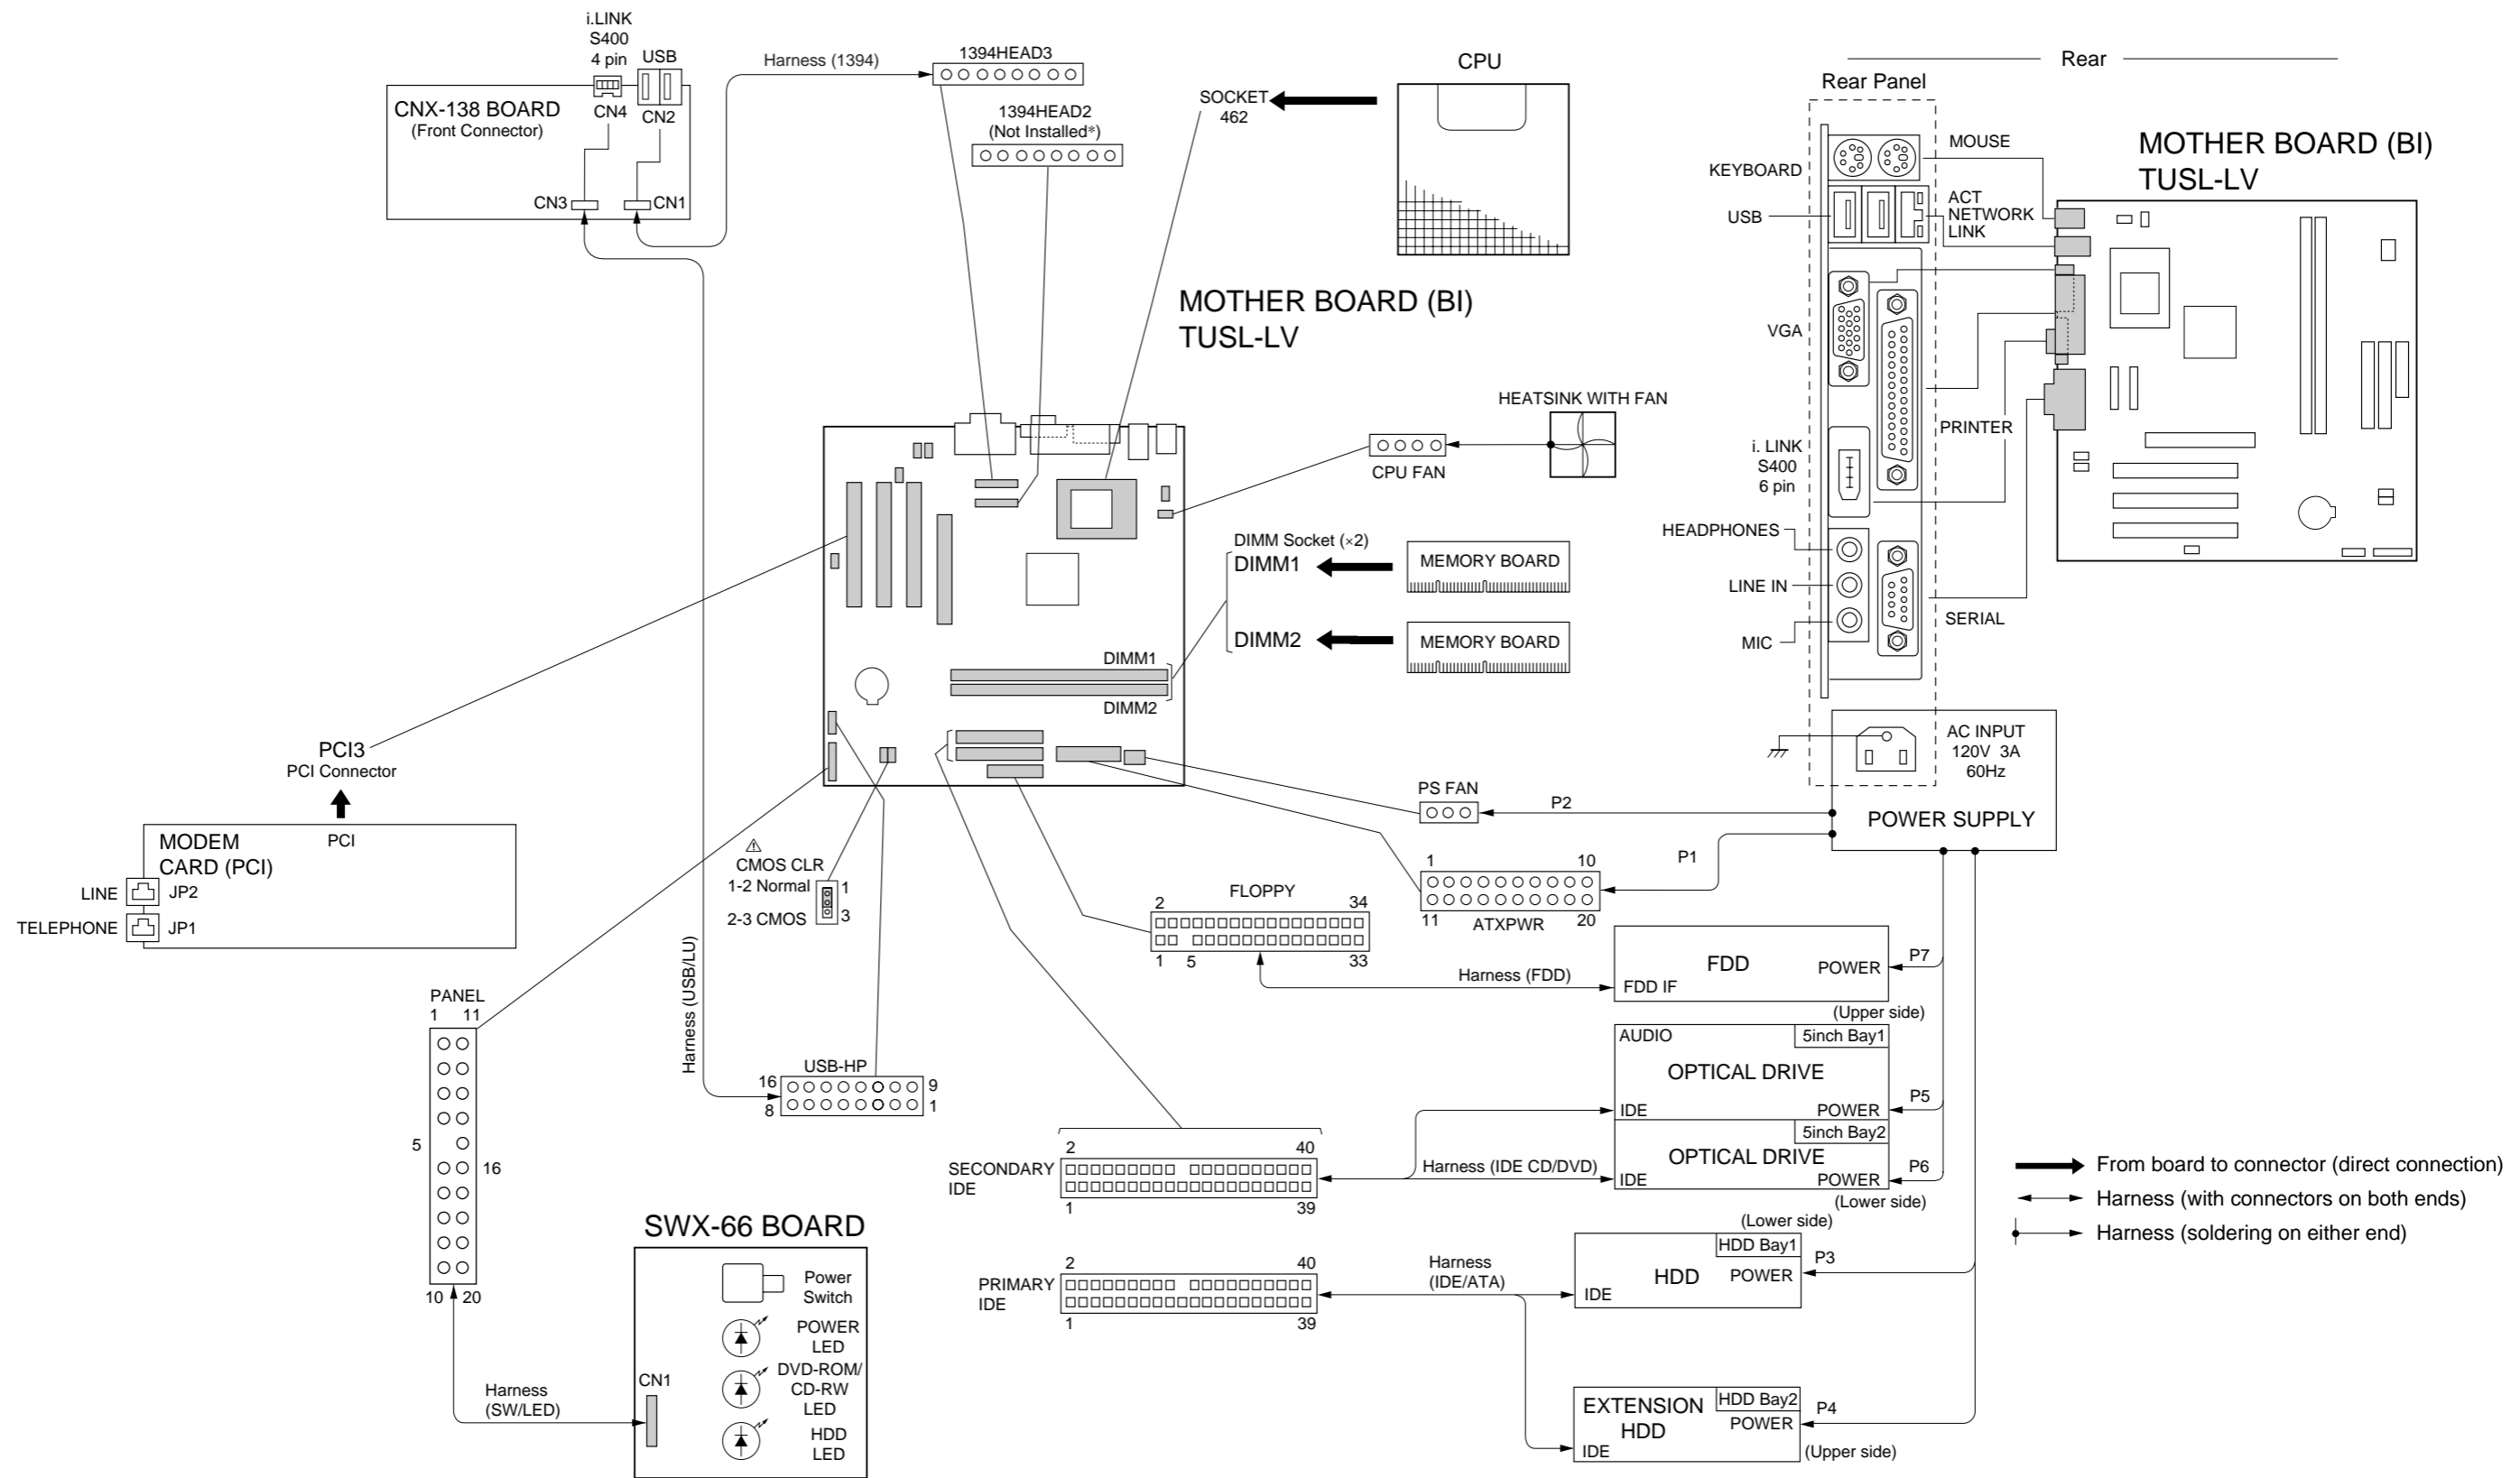 i.LINK
S400
4 pin
USB
CNX-138 BOARD
(Front Connector)
CN4
CN2
CN3
CN1
Harness (1394)
1394HEAD3
1394HEAD2
(Not Installed*)
SOCKET
462
CPU
MOTHER BOARD (BI)
TUSL-LV
Rear
Rear Panel
MOTHER BOARD (BI)
TUSL-LV
MOUSE
KEYBOARD
USB
ACT
NETWORK
LINK
VGA
PRINTER
i. LINK
S400
6 pin
HEADPHONES
LINE IN
MIC
SERIAL
HEATSINK WITH FAN
CPU FAN
DIMM Socket (×2)
DIMM1
MEMORY BOARD
DIMM2
MEMORY BOARD
DIMM1
DIMM2
PCI3
PCI Connector
PCI
MODEM
CARD (PCI)
LINE
JP2
TELEPHONE
JP1
⚠
CMOS CLR
1-2 Normal
2-3 CMOS
1
3
AC INPUT
120V 3A
60Hz
POWER SUPPLY
PS FAN
P2
P1
1
10
11
20
ATXPWR
FLOPPY
2
34
1
5
33
Harness (FDD)
FDD
POWER
FDD IF
P7
(Upper side)
AUDIO
5inch Bay1
OPTICAL DRIVE
IDE
POWER
P5
5inch Bay2
OPTICAL DRIVE
IDE
POWER
P6
(Lower side)
Harness (USB/LU)
USB-HP
16
9
8
1
PANEL
1
11
5
16
10
20
Harness
(SW/LED)
SWX-66 BOARD
CN1
Power
Switch
POWER
LED
DVD-ROM/
CD-RW
LED
HDD
LED
SECONDARY
IDE
2
40
1
39
Harness (IDE CD/DVD)
PRIMARY
IDE
2
40
1
39
Harness
(IDE/ATA)
(Lower side)
HDD Bay1
HDD
POWER
IDE
P3
EXTENSION
HDD
HDD Bay2
POWER
IDE
P4
(Upper side)
From board to connector (direct connection)
Harness (with connectors on both ends)
Harness (soldering on either end)